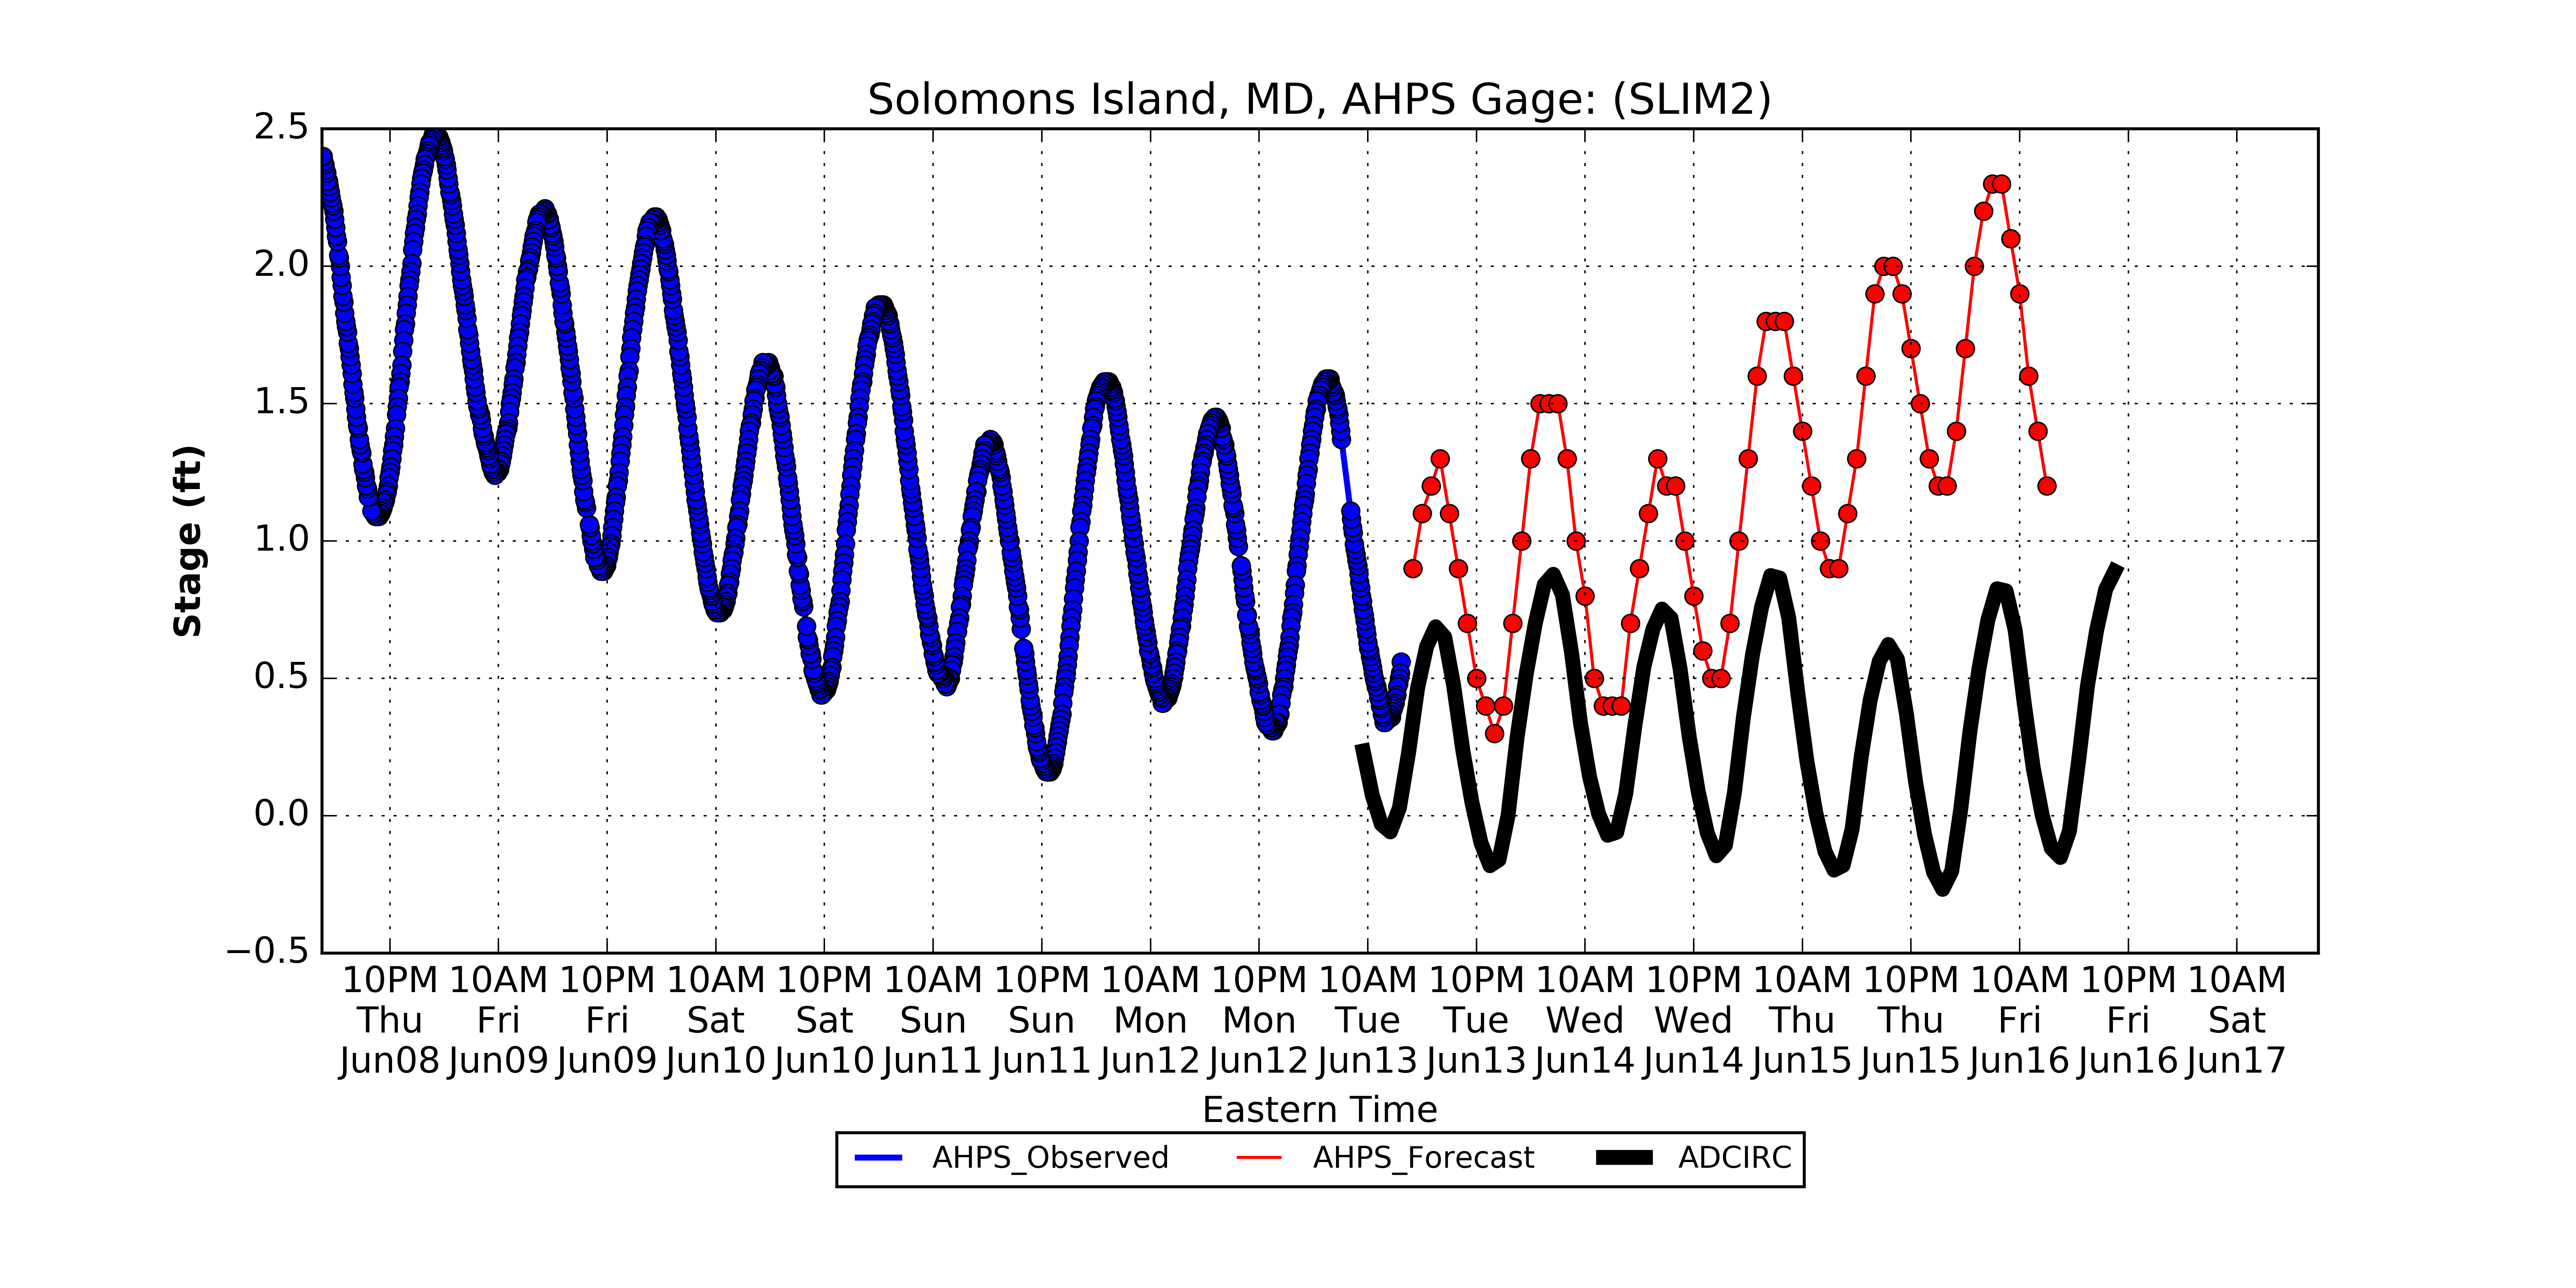 Solomons Island, MD, AHPS Gage: (SLIM2)
2.5
2.0
1.5
1.0
0.5
0.0
−0.5
Stage (ft)
10PM 10AM 10PM 10AM 10PM 10AM 10PM 10AM 10PM 10AM 10PM 10AM 10PM 10AM 10PM 10AM 10PM 10AM
Thu Fri Fri Sat Sat Sun Sun Mon Mon Tue Tue Wed Wed Thu Thu Fri Fri Sat
Jun08 Jun09 Jun09 Jun10 Jun10 Jun11 Jun11 Jun12 Jun12 Jun13 Jun13 Jun14 Jun14 Jun15 Jun15 Jun16 Jun16 Jun17
Eastern Time
AHPS_Observed AHPS_Forecast ADCIRC